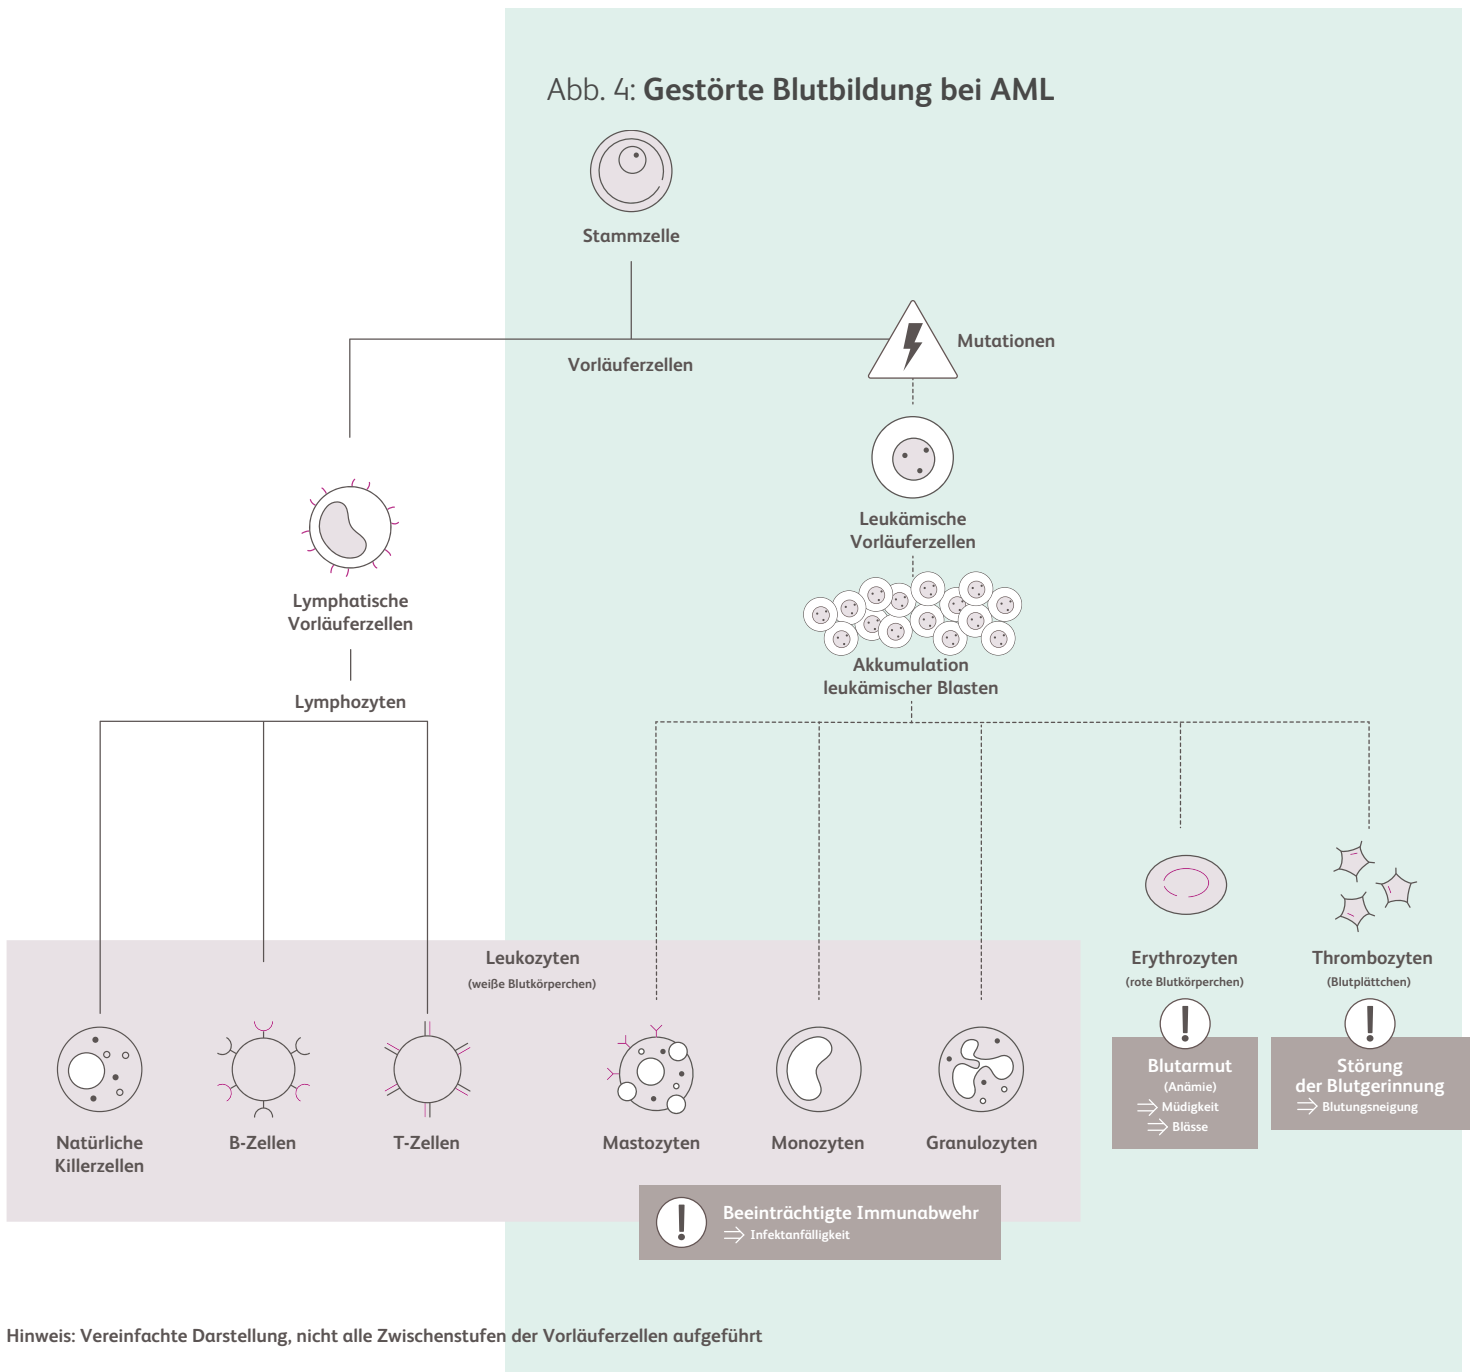 Abb. 4: Gestörte Blutbildung bei AML
Stammzelle
Mutationen
Vorläuferzellen
Leukämische
Vorläuferzellen
Lymphatische
Vorläuferzellen
Akkumulation
leukämischer Blasten
Lymphozyten
Leukozyten
(weiße Blutkörperchen)
Erythrozyten
(rote Blutkörperchen)
Thrombozyten
(Blutplättchen)
Blutarmut
(Anämie)
⇒ Müdigkeit
⇒ Blässe
Störung
der Blutgerinnung
⇒ Blutungsneigung
Natürliche
Killerzellen
B-Zellen
T-Zellen
Mastozyten
Monozyten
Granulozyten
Beeinträchtigte Immunabwehr
⇒ Infektanfälligkeit
Hinweis: Vereinfachte Darstellung, nicht alle Zwischenstufen der Vorläuferzellen aufgeführt